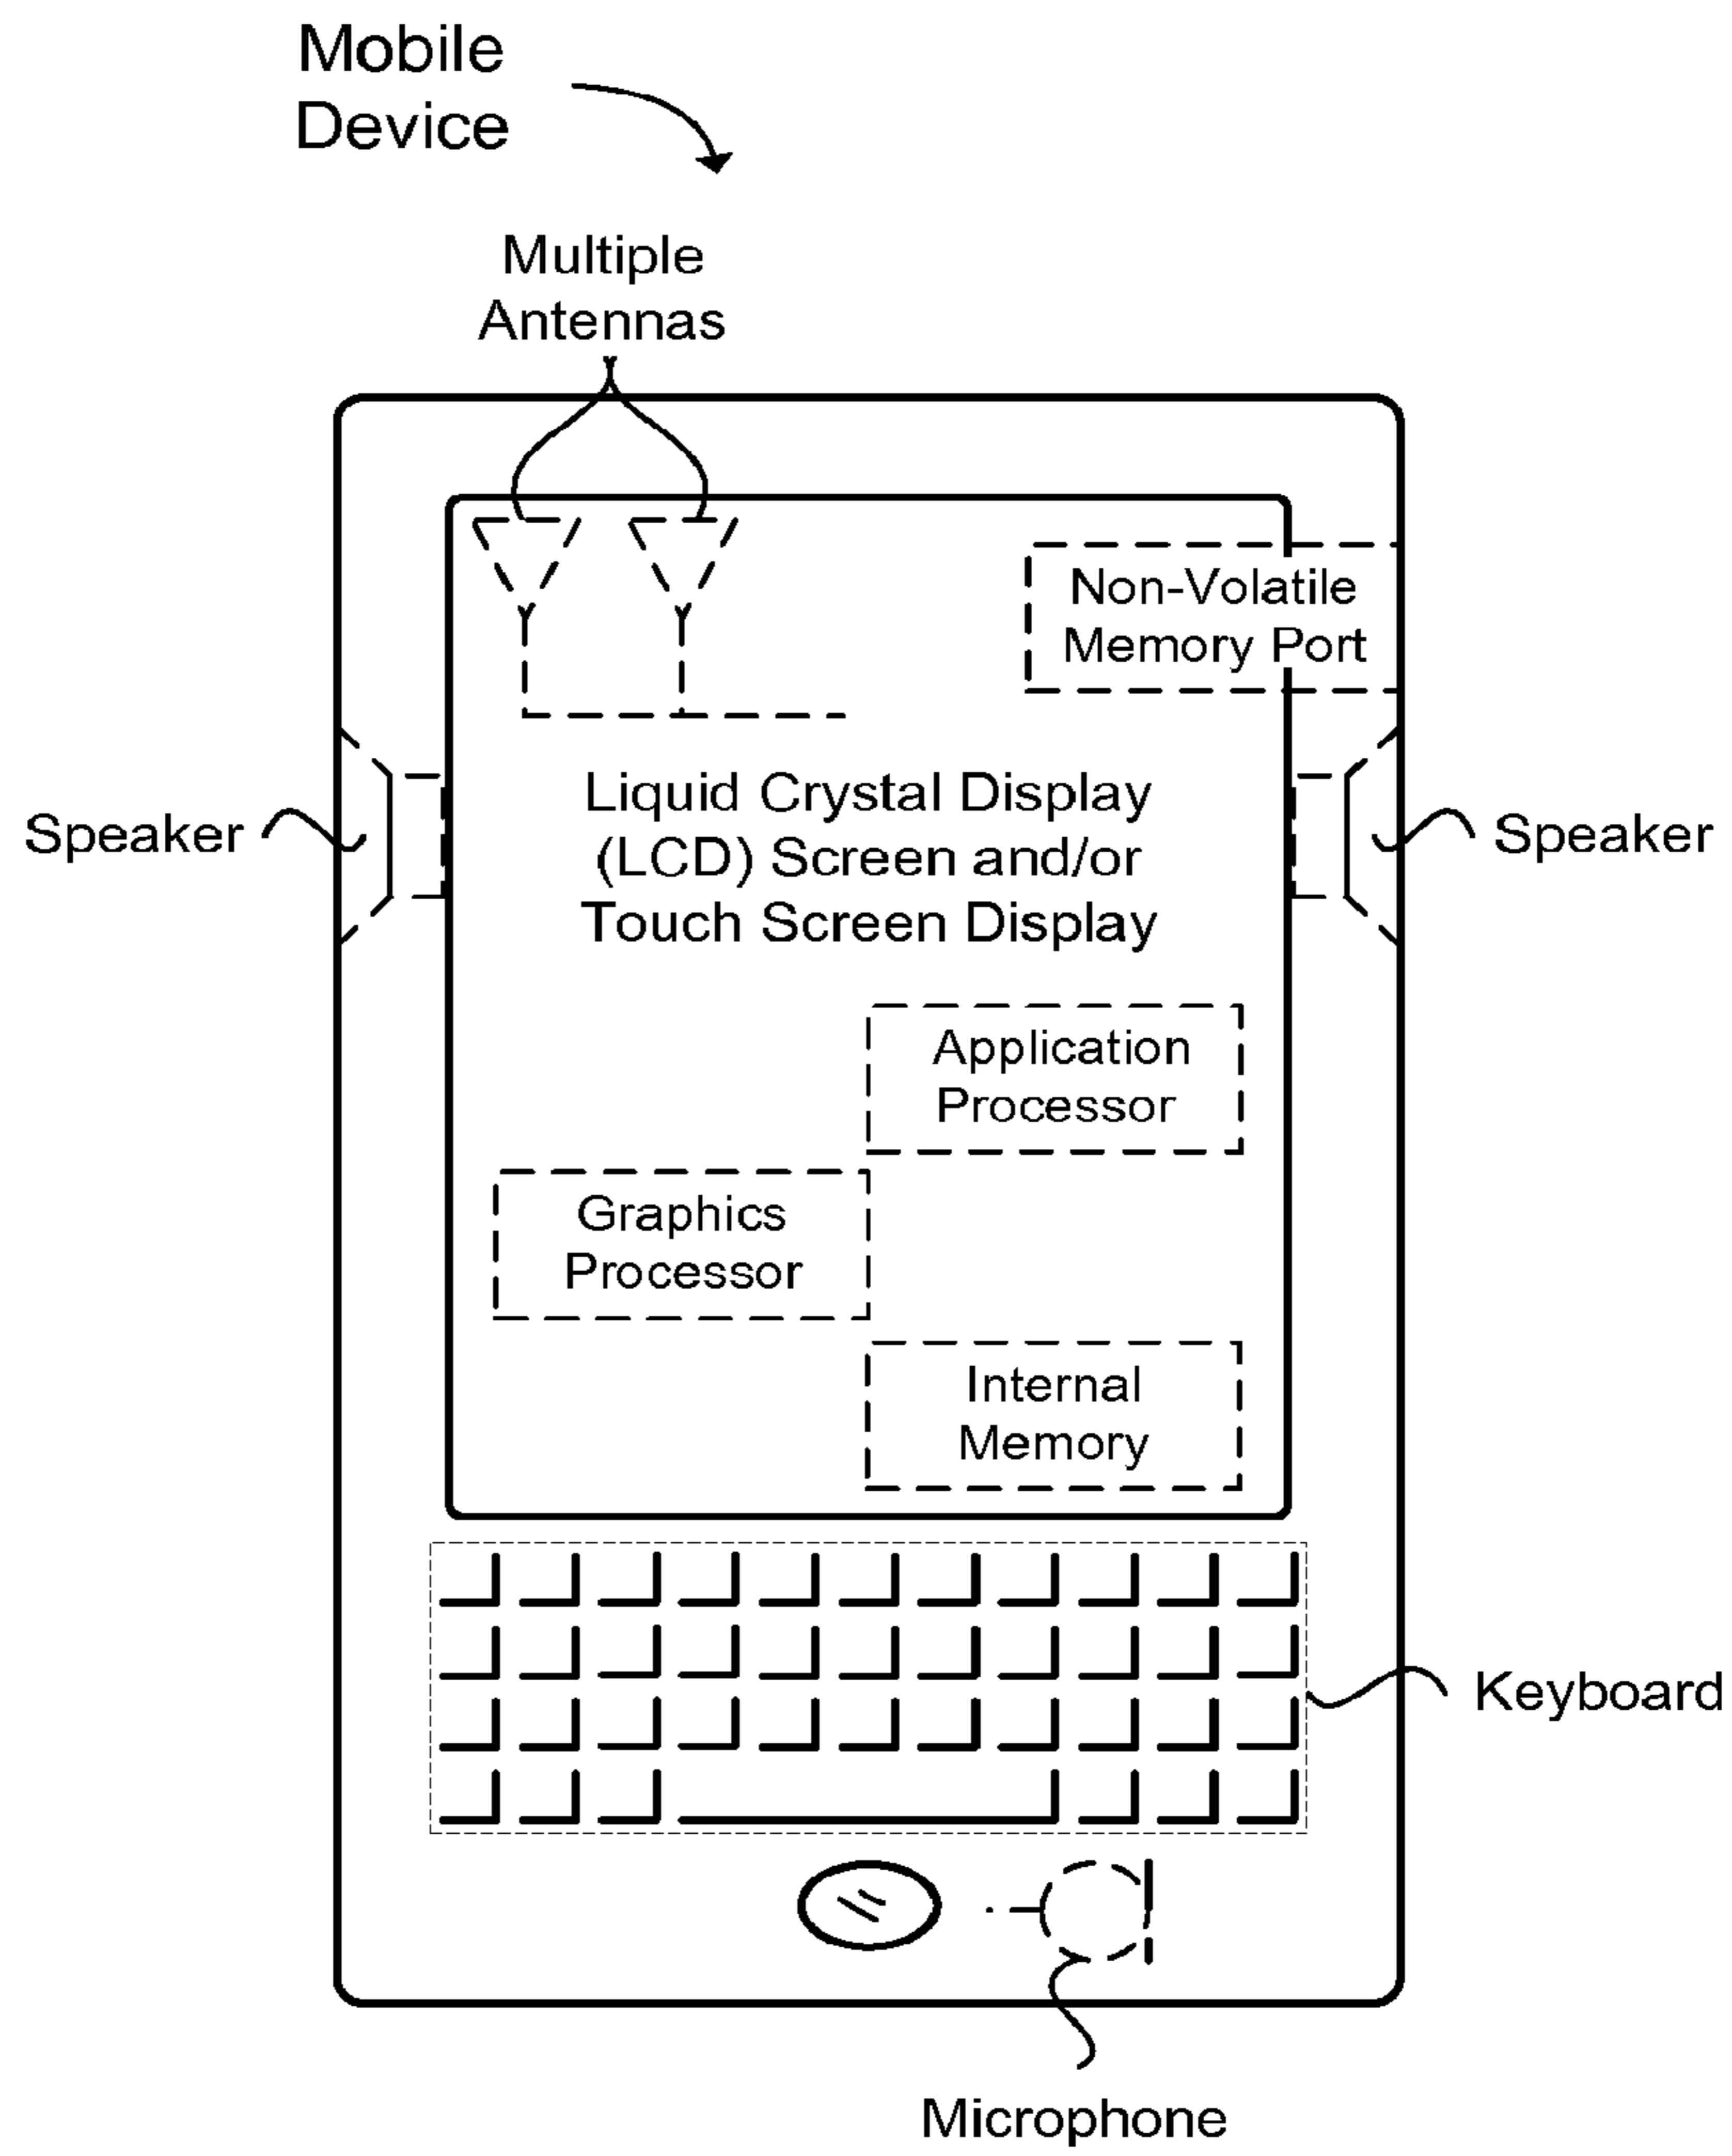 Mobile
Device
Multiple
Antennas
Non-Volatile
Memory Port
Liquid Crystal Display
(LCD) Screen and/or
Touch Screen Display
Speaker
Speaker
Application
Processor
Graphics
Processor
Internal
Memory
Keyboard
Microphone